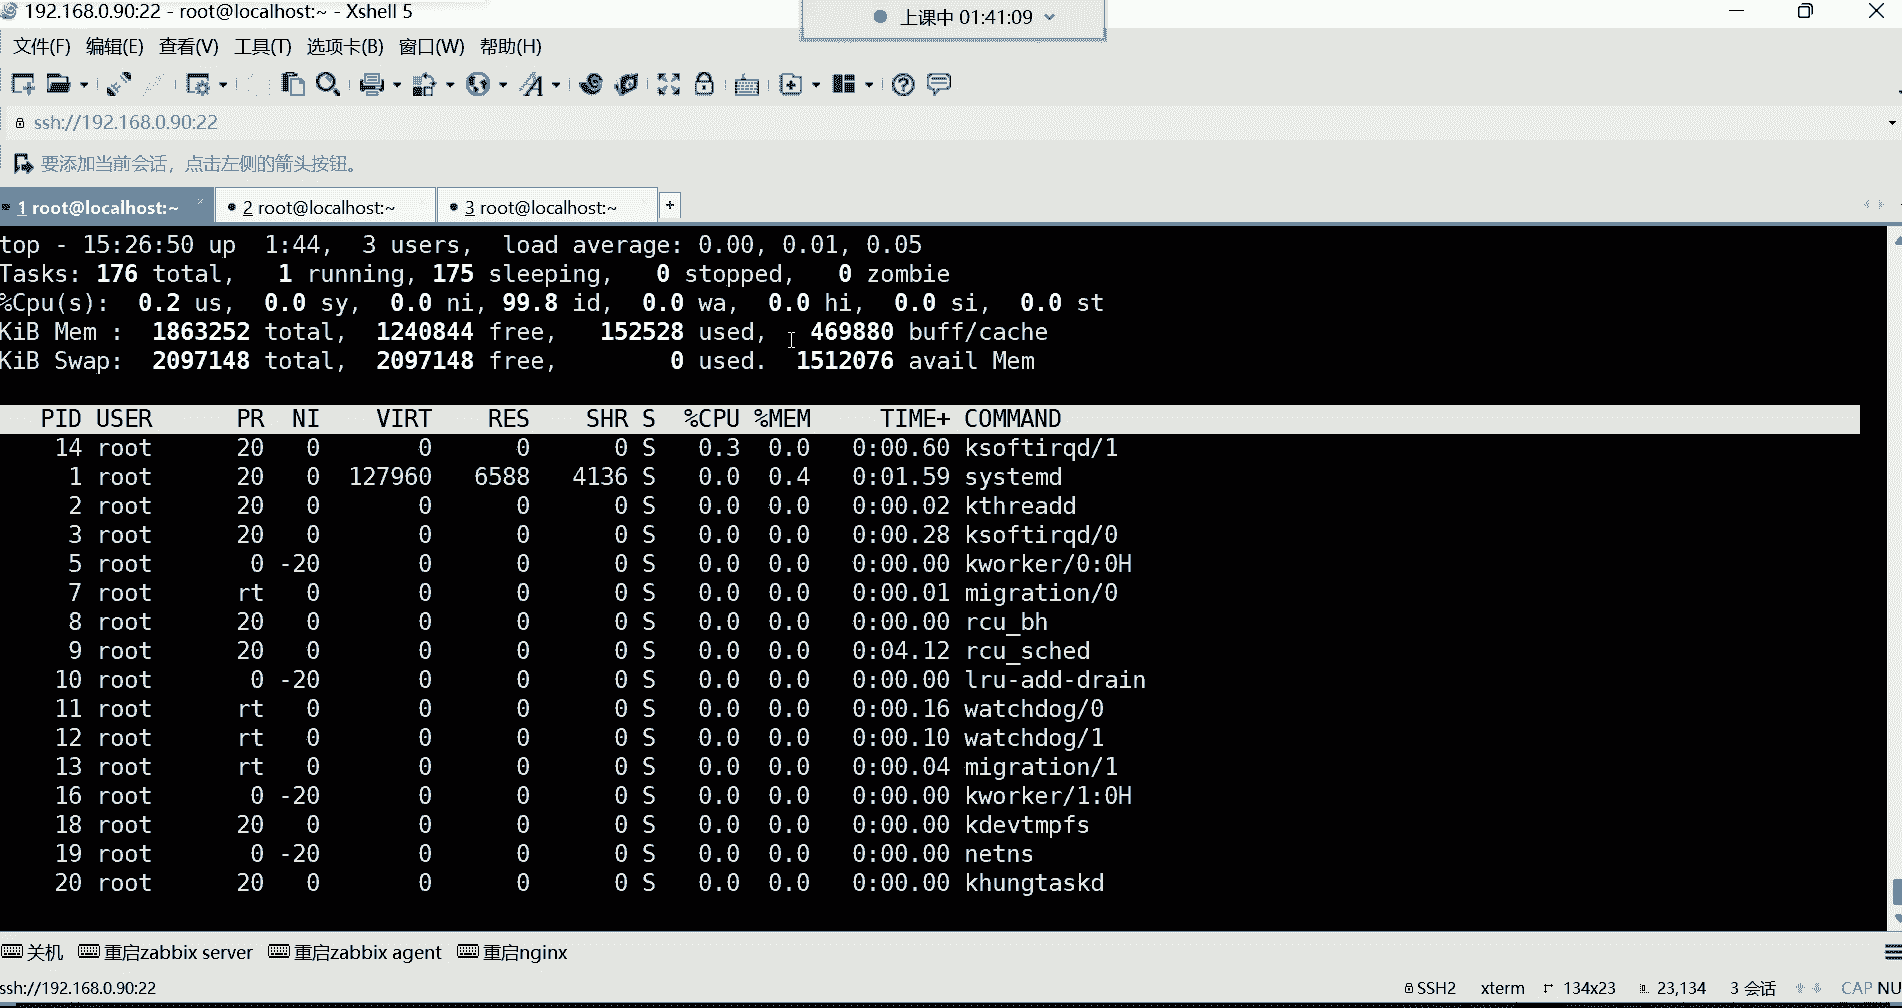 192.168.0.90:22 - root@localhost:~ - Xshell 5
上课中 01:41:09
文件(F) 编辑(E) 查看(V) 工具(T) 选项卡(B) 窗口(W) 帮助(H)
ssh://192.168.0.90:22
要添加当前会话，点击左侧的箭头按钮。
1 root@localhost:~ 2 root@localhost:~ 3 root@localhost:~ +
top - 15:26:50 up  1:44,  3 users,  load average: 0.00, 0.01, 0.05
Tasks: 176 total,   1 running, 175 sleeping,   0 stopped,   0 zombie
%Cpu(s):  0.2 us,  0.0 sy,  0.0 ni, 99.8 id,  0.0 wa,  0.0 hi,  0.0 si,  0.0 st
KiB Mem :  1863252 total,  1240844 free,   152528 used,   469880 buff/cache
KiB Swap:  2097148 total,  2097148 free,        0 used.  1512076 avail Mem
PID USER      PR  NI    VIRT    RES    SHR S  %CPU %MEM     TIME+ COMMAND
14 root      20   0       0      0      0 S   0.3  0.0   0:00.60 ksoftirqd/1
1 root      20   0  127960   6588   4136 S   0.0  0.4   0:01.59 systemd
2 root      20   0       0      0      0 S   0.0  0.0   0:00.02 kthreadd
3 root      20   0       0      0      0 S   0.0  0.0   0:00.28 ksoftirqd/0
5 root       0 -20       0      0      0 S   0.0  0.0   0:00.00 kworker/0:0H
7 root      rt   0       0      0      0 S   0.0  0.0   0:00.01 migration/0
8 root      20   0       0      0      0 S   0.0  0.0   0:00.00 rcu_bh
9 root      20   0       0      0      0 S   0.0  0.0   0:04.12 rcu_sched
10 root       0 -20       0      0      0 S   0.0  0.0   0:00.00 lru-add-drain
11 root      rt   0       0      0      0 S   0.0  0.0   0:00.16 watchdog/0
12 root      rt   0       0      0      0 S   0.0  0.0   0:00.10 watchdog/1
13 root      rt   0       0      0      0 S   0.0  0.0   0:00.04 migration/1
16 root       0 -20       0      0      0 S   0.0  0.0   0:00.00 kworker/1:0H
18 root      20   0       0      0      0 S   0.0  0.0   0:00.00 kdevtmpfs
19 root       0 -20       0      0      0 S   0.0  0.0   0:00.00 netns
20 root      20   0       0      0      0 S   0.0  0.0   0:00.00 khungtaskd
关机 重启zabbix server 重启zabbix agent 重启nginx
ssh://192.168.0.90:22 SSH2 xterm 134x23 23,134 3 会话 CAP NU